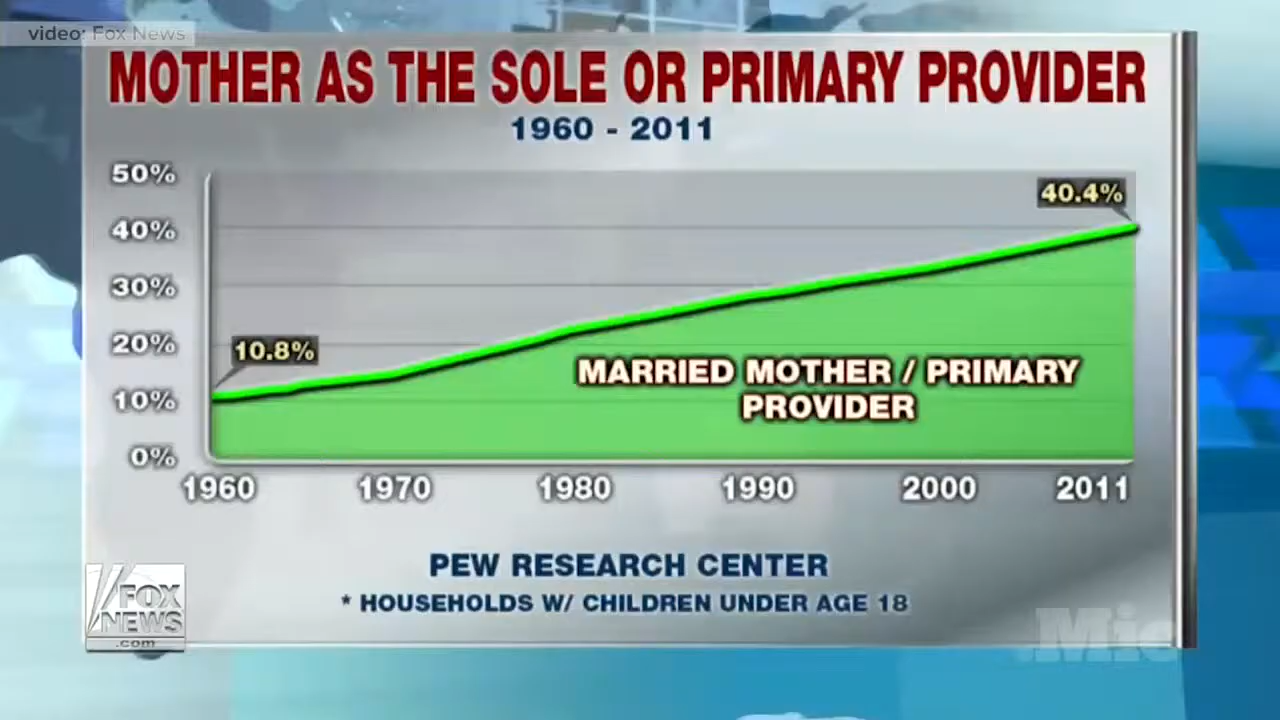 video: Fox News
MOTHER AS THE SOLE OR PRIMARY PROVIDER
1960 - 2011
50%
40%
30%
20%
10%
0%
10.8%
40.4%
MARRIED MOTHER / PRIMARY
PROVIDER
1960 1970 1980 1990 2000 2011
PEW RESEARCH CENTER
* HOUSEHOLDS W/ CHILDREN UNDER AGE 18
FOX
NEWS
.com
Mic